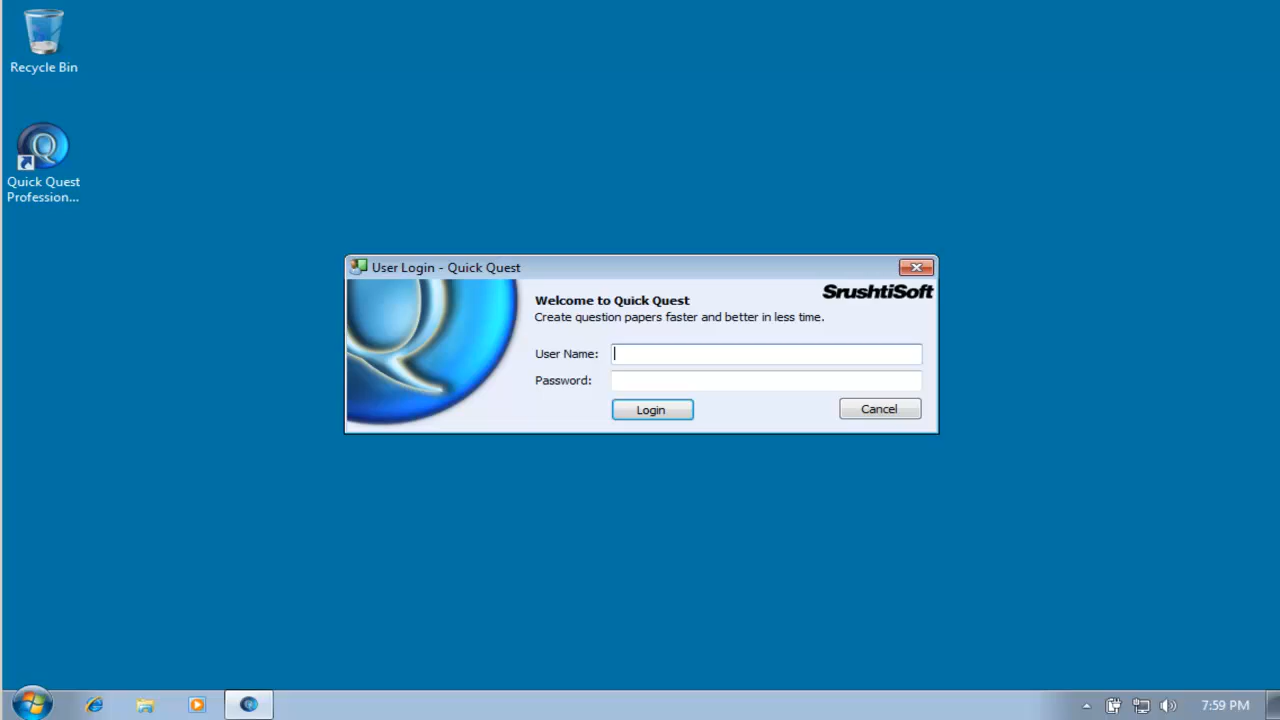 Recycle Bin
Quick Quest
Profession...
User Login - Quick Quest
SrushtiSoft
Welcome to Quick Quest
Create question papers faster and better in less time.
User Name:
Password:
Login
Cancel
7:59 PM